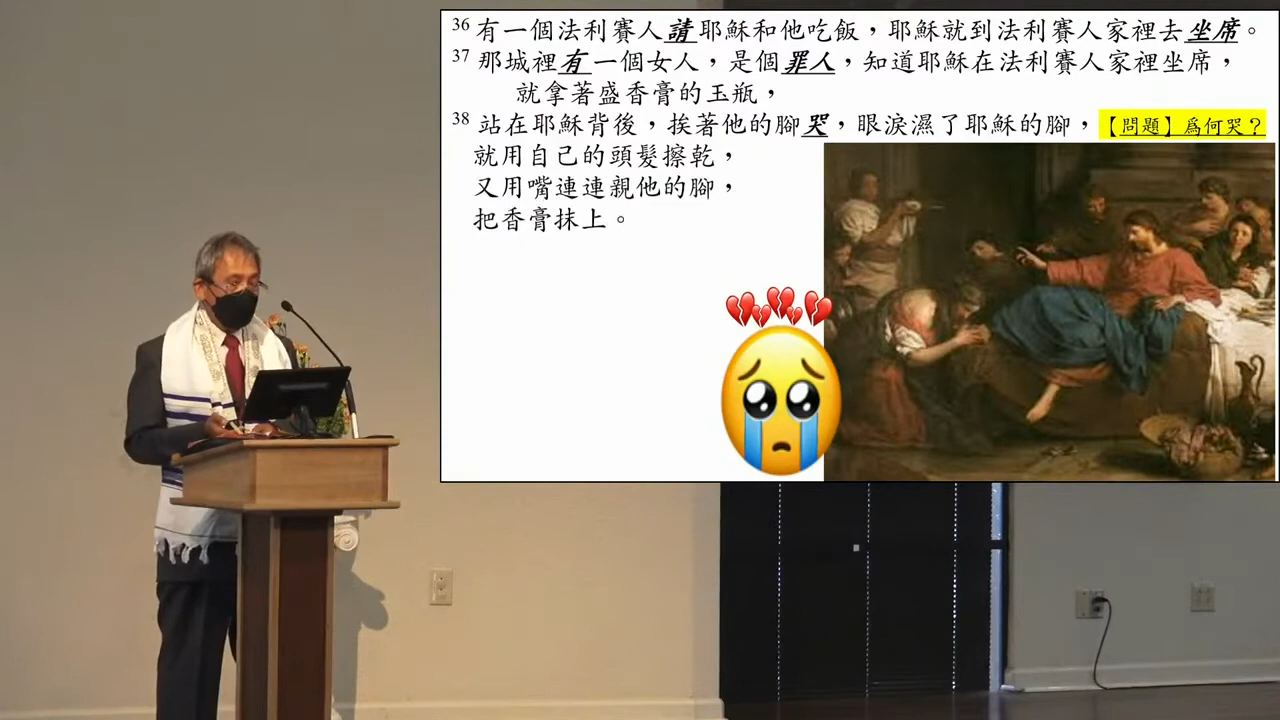 36 有一個法利賽人請耶穌和他吃飯，耶穌就到法利賽人家裡去坐席。
37 那城裡有一個女人，是個罪人，知道耶穌在法利賽人家裡坐席，
就拿著盛香膏的玉瓶，
38 站在耶穌背後，挨著他的腳哭，眼淚濕了耶穌的腳，【問題】為何哭？
就用自己的頭髮擦乾，
又用嘴連連親他的腳，
把香膏抹上。